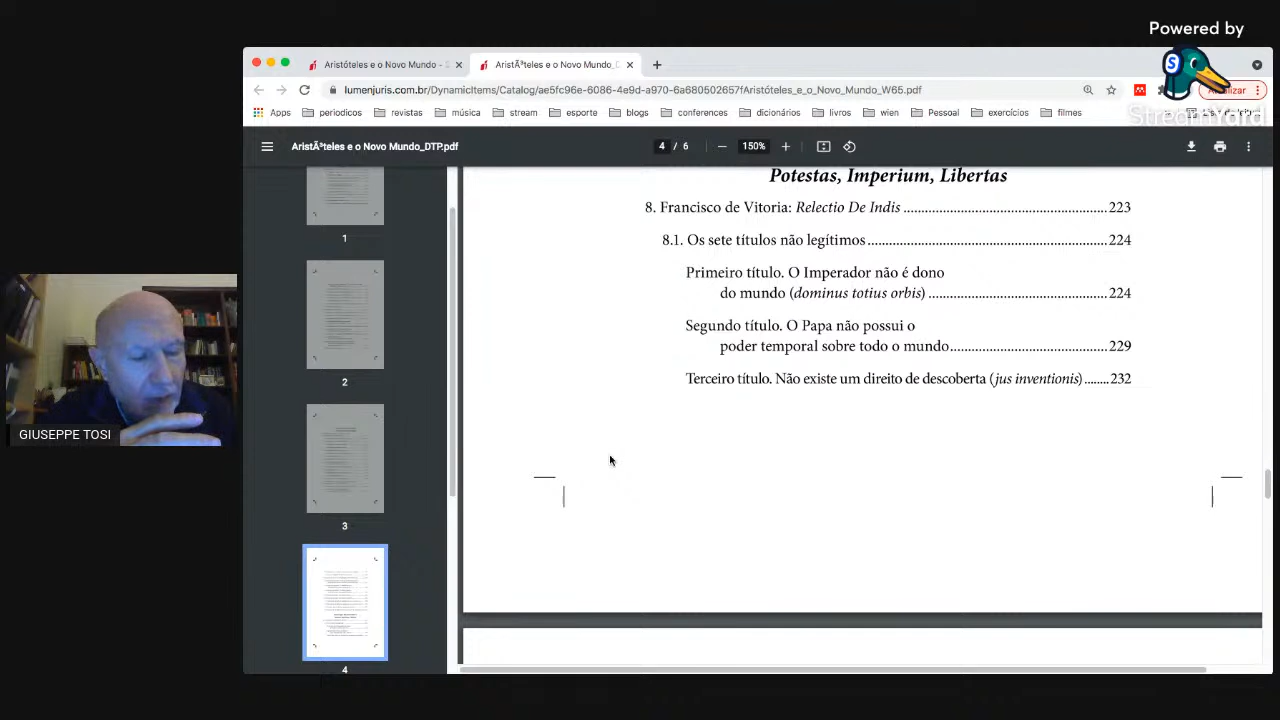 Powered by
StreamYard
S
Aristóteles e o Novo Mundo - S
AristÃ³teles e o Novo Mundo_D
lumenjuris.com.br/DynamicItems/Catalog/ae5fc96e-6086-4e9d-a970-6a680502657fAristóteles_e_o_Novo_Mundo_W65.pdf
Apps
periodicos
revistas
música
stream
esporte
blogs
conferences
dicionários
livros
wien
Pessoal
exercícios
filmes
AristÃ³teles e o Novo Mundo_DTP.pdf
4 / 6
150%
1
2
3
4
Potestas, Imperium, Libertas
8. Francisco de Vitoria: Relectio De Indis 223
8.1. Os sete títulos não legítimos 224
Primeiro título. O Imperador não é dono
do mundo (dominus totius orbis) 224
Segundo título. O Papa não possui o
poder temporal sobre todo o mundo 229
Terceiro título. Não existe um direito de descoberta (jus inventionis) 232
GIUSEPPE TOSI